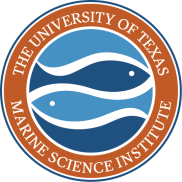 THE UNIVERSITY OF TEXAS
MARINE SCIENCE INSTITUTE